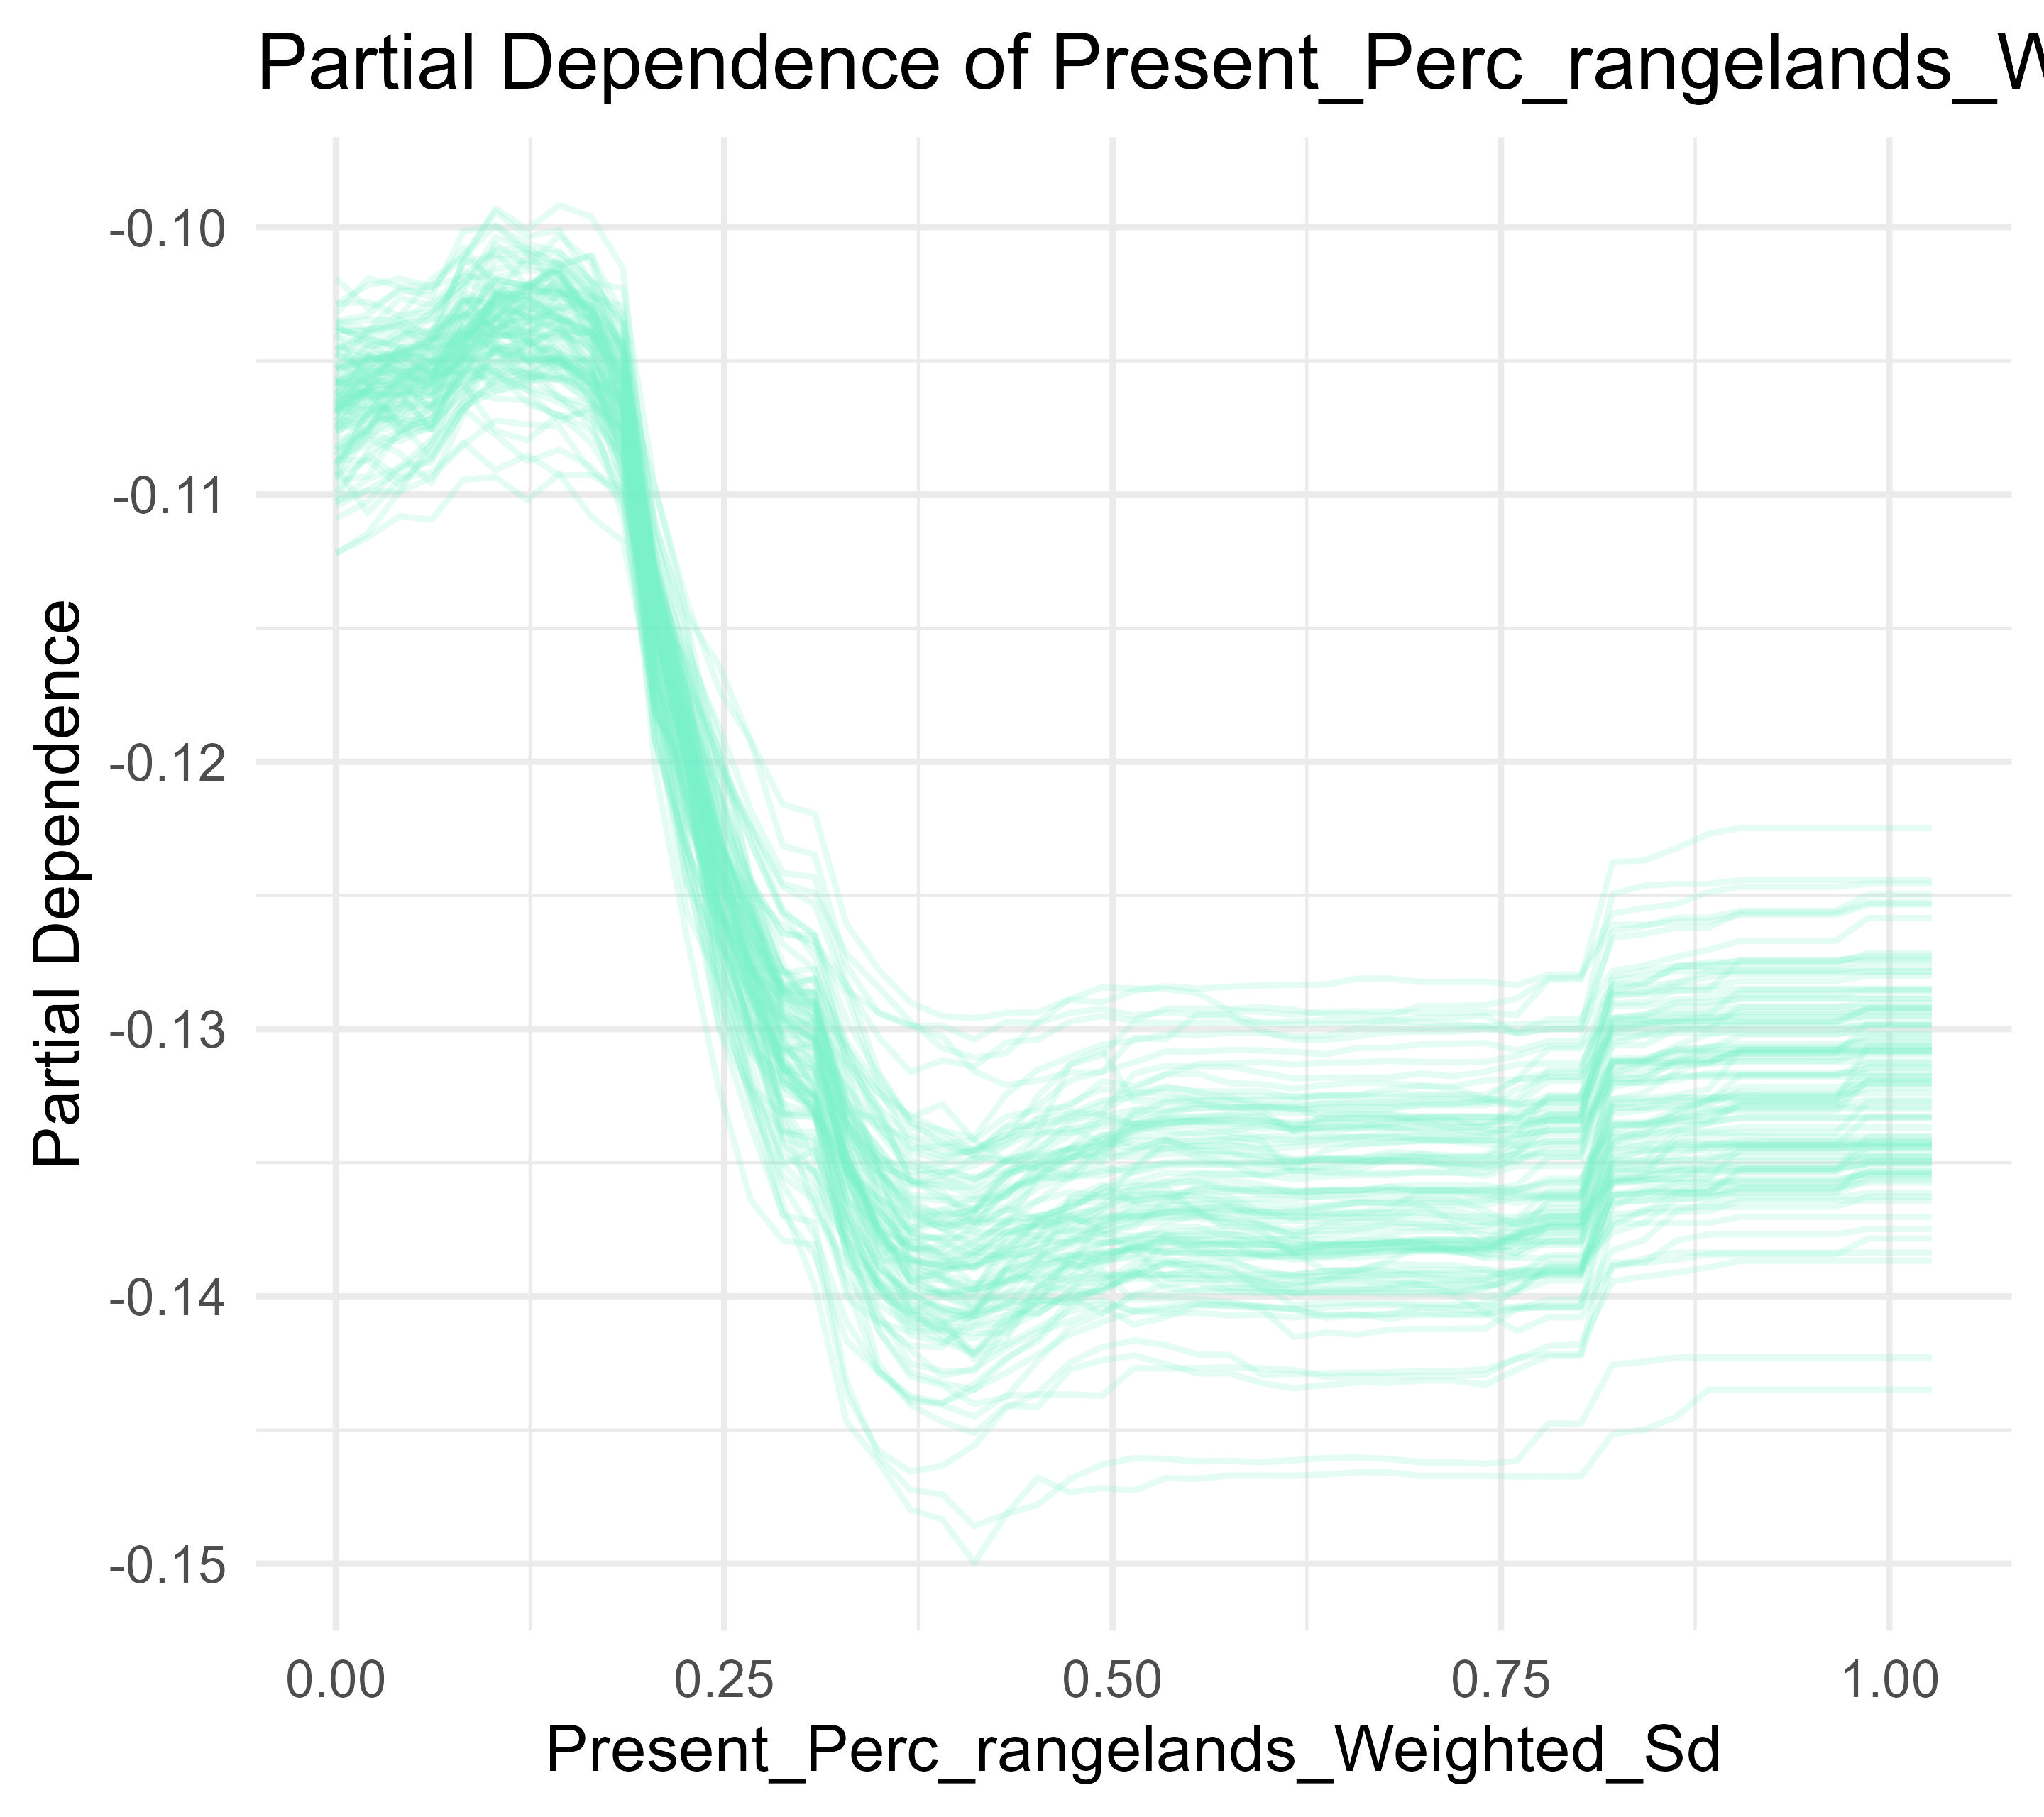 Partial Dependence of Present_Perc_rangelands_W
-0.10
-0.11
-0.12
-0.13
-0.14
-0.15
Partial Dependence
0.00 0.25 0.50 0.75 1.00
Present_Perc_rangelands_Weighted_Sd